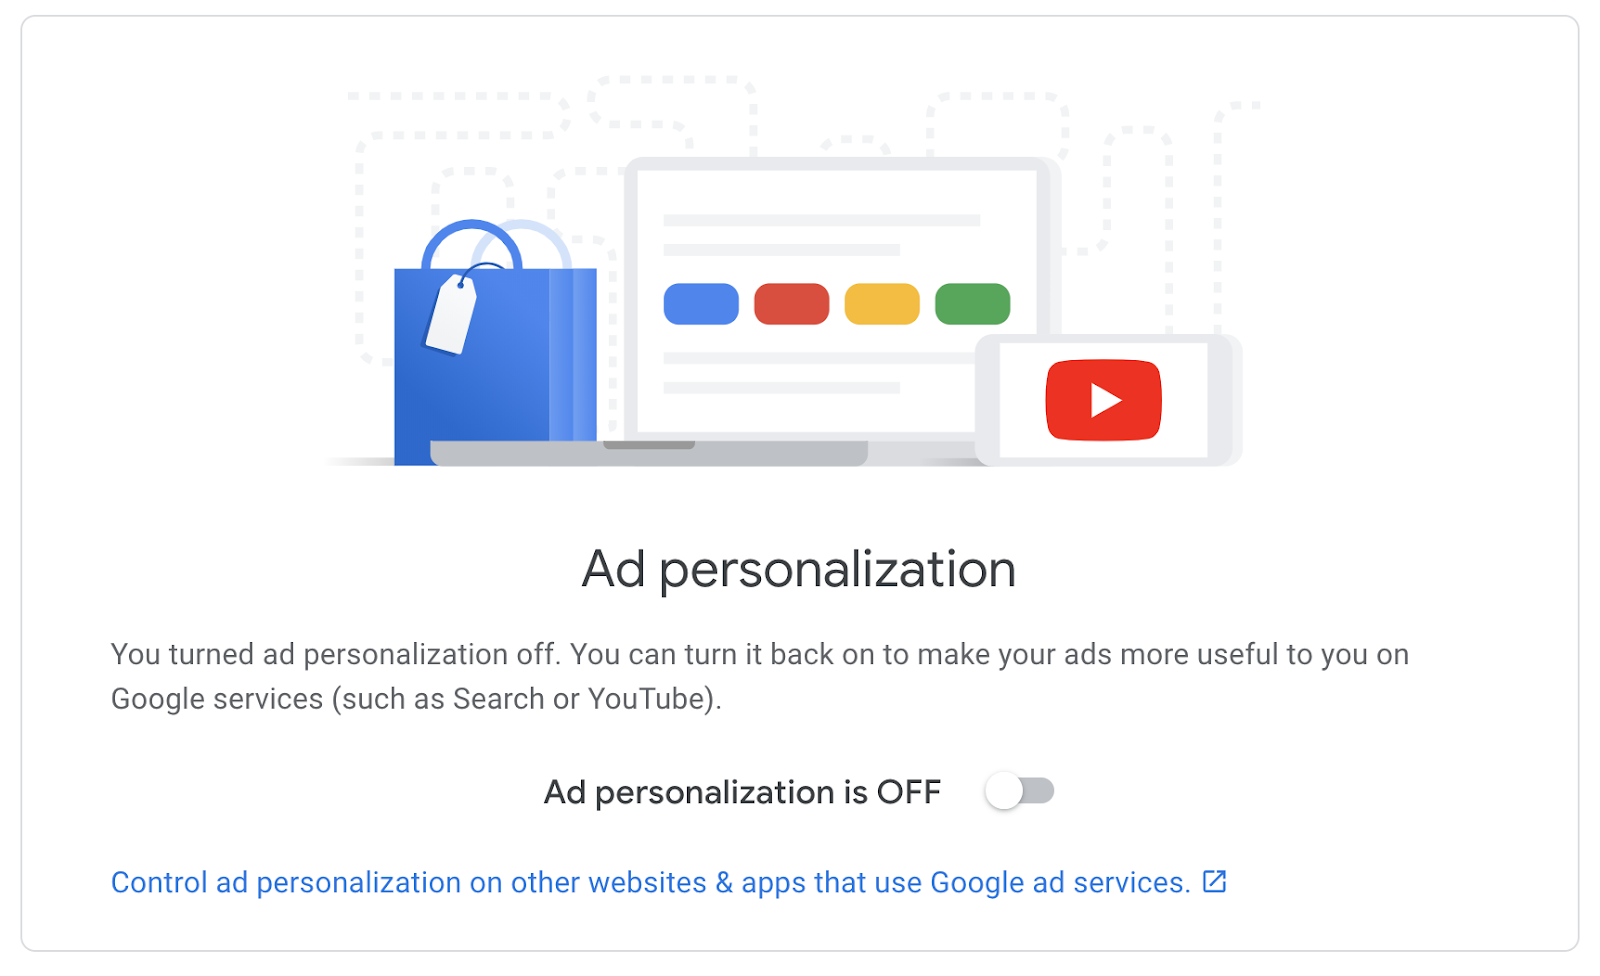 Ad personalization
You turned ad personalization off. You can turn it back on to make your ads more useful to you on
Google services (such as Search or YouTube).
Ad personalization is OFF
Control ad personalization on other websites & apps that use Google ad services.